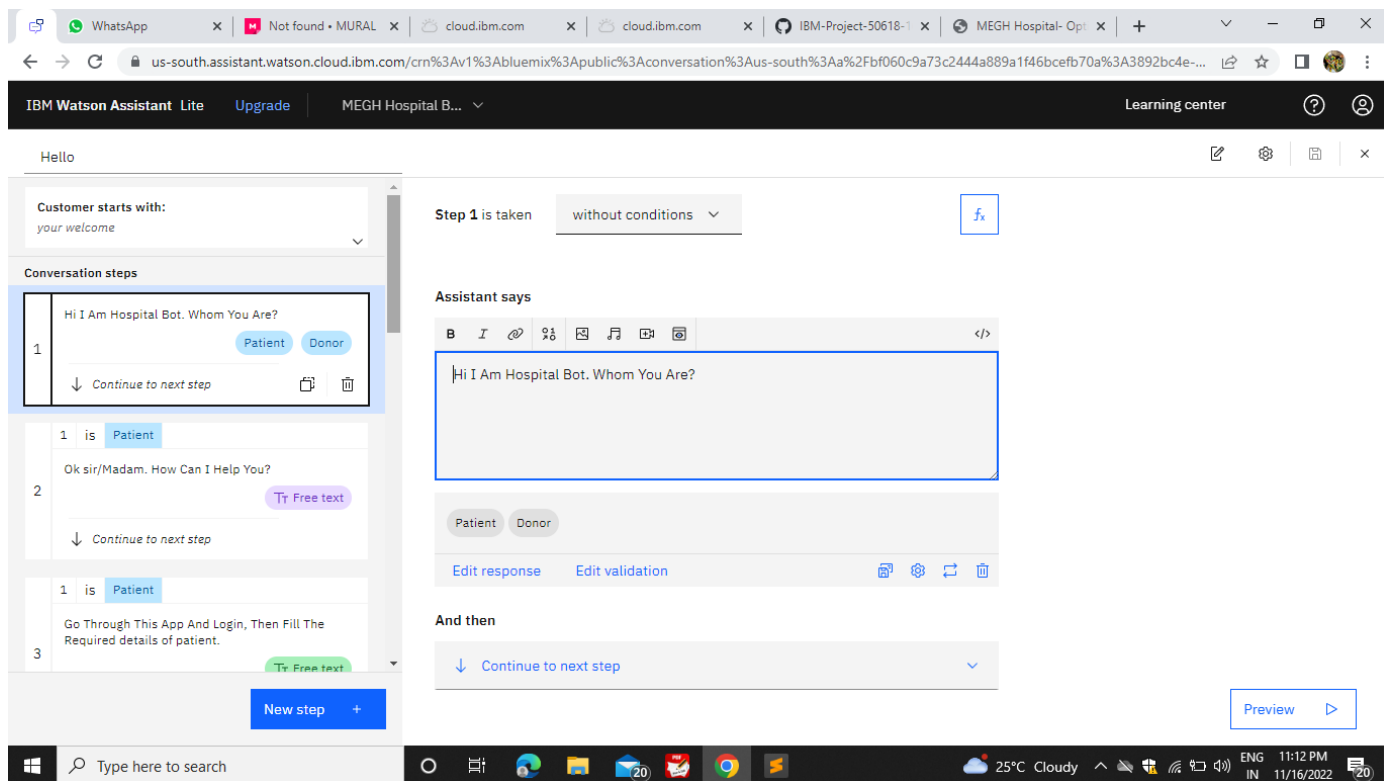 WhatsApp
Not found • MURAL
cloud.ibm.com
cloud.ibm.com
IBM-Project-50618-1
MEGH Hospital- Opt
us-south.assistant.watson.cloud.ibm.com/crn%3Av1%3Abluemix%3Apublic%3Aconversation%3Aus-south%3Aa%2Fbf060c9a73c2444a889a1f46bcefb70a%3A3892bc4e-...
IBM Watson Assistant Lite
Upgrade
MEGH Hospital B...
Learning center
Hello
Customer starts with:
your welcome
Conversation steps
1
Hi I Am Hospital Bot. Whom You Are?
Patient Donor
Continue to next step
1 is Patient
2
Ok sir/Madam. How Can I Help You?
Tт Free text
Continue to next step
1 is Patient
3
Go Through This App And Login, Then Fill The
Required details of patient.
Tт Free text
New step +
Step 1 is taken
without conditions
fx
Assistant says
B I </>
Hi I Am Hospital Bot. Whom You Are?
Patient Donor
Edit response Edit validation
And then
Continue to next step
Preview
Type here to search
20
25°C Cloudy
ENG
IN
11:12 PM
11/16/2022
20